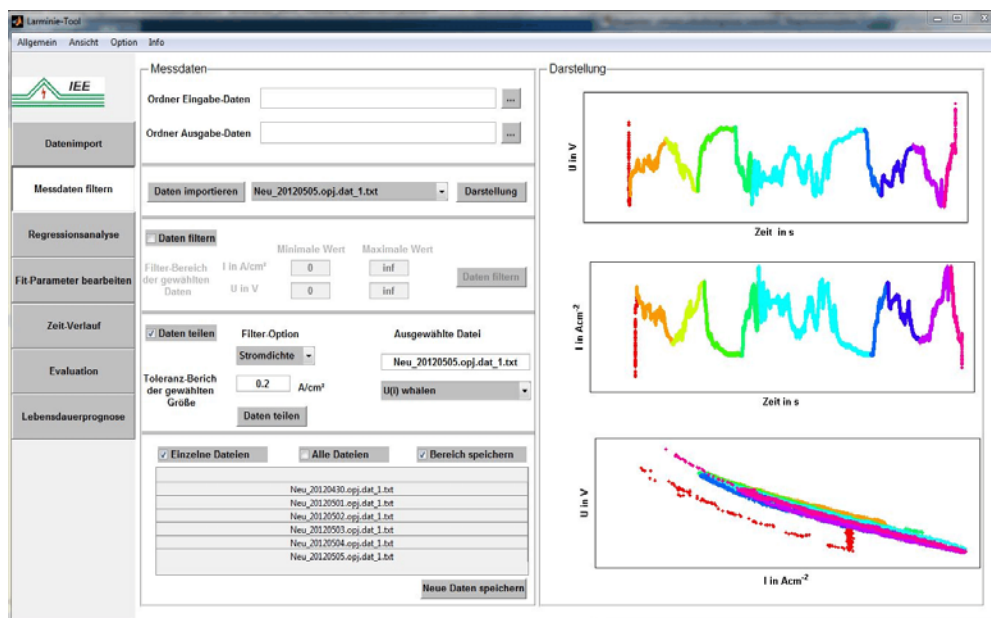 Larminie-Tool
Allgemein Ansicht Option Info
IEE
Datenimport
Messdaten filtern
Regressionsanalyse
Fit-Parameter bearbeiten
Zeit-Verlauf
Evaluation
Lebensdauerprognose
Messdaten
Ordner Eingabe-Daten ...
Ordner Ausgabe-Daten ...
Daten importieren Neu_20120505.opj.dat_1.txt Darstellung
Daten filtern
Minimale Wert Maximale Wert
Filter-Bereich
der gewählten
Daten
I in A/cm² 0 inf
U in V 0 inf
Daten filtern
Daten teilen Filter-Option Ausgewählte Datei
Stromdichte
Neu_20120505.opj.dat_1.txt
Toleranz-Berich
der gewählten
Größe
0.2 A/cm²
U(i) whälen
Daten teilen
Einzelne Dateien Alle Dateien Bereich speichern
Neu_20120430.opj.dat_1.txt
Neu_20120501.opj.dat_1.txt
Neu_20120502.opj.dat_1.txt
Neu_20120503.opj.dat_1.txt
Neu_20120504.opj.dat_1.txt
Neu_20120505.opj.dat_1.txt
Neue Daten speichern
Darstellung
U in V
Zeit in s
I in Acm-2
Zeit in s
U in V
I in Acm-2